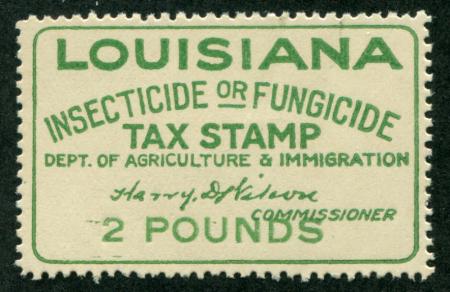 LOUISIANA
INSECTICIDE OR FUNGICIDE
TAX STAMP
DEPT. OF AGRICULTURE & IMMIGRATION
Harry. D. Wilson
COMMISSIONER
2 POUNDS